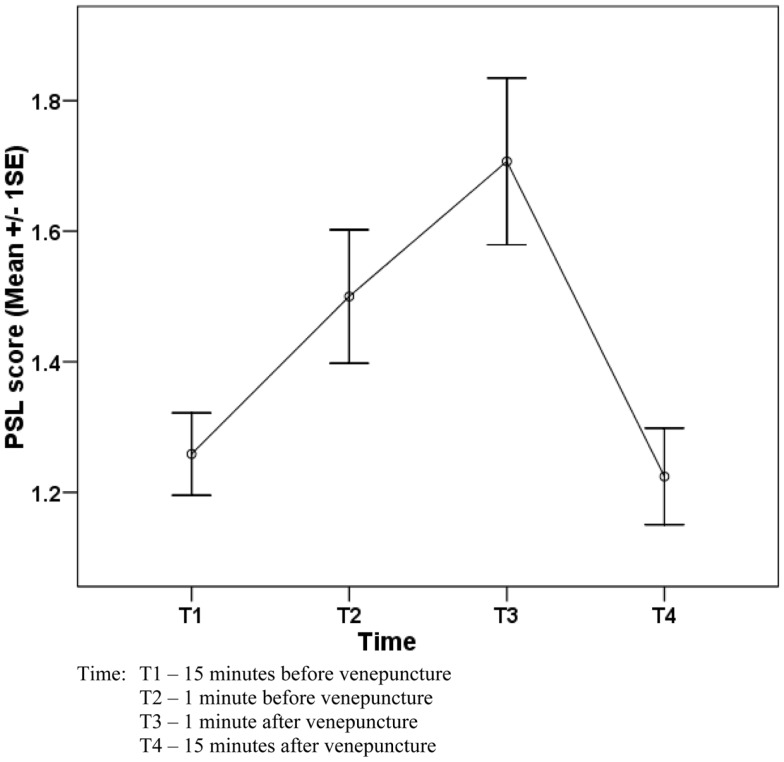 PSL score (Mean +/- 1SE)
1.8
1.6
1.4
1.2
T1 T2 T3 T4
Time
Time: T1 – 15 minutes before venepuncture
T2 – 1 minute before venepuncture
T3 – 1 minute after venepuncture
T4 – 15 minutes after venepuncture